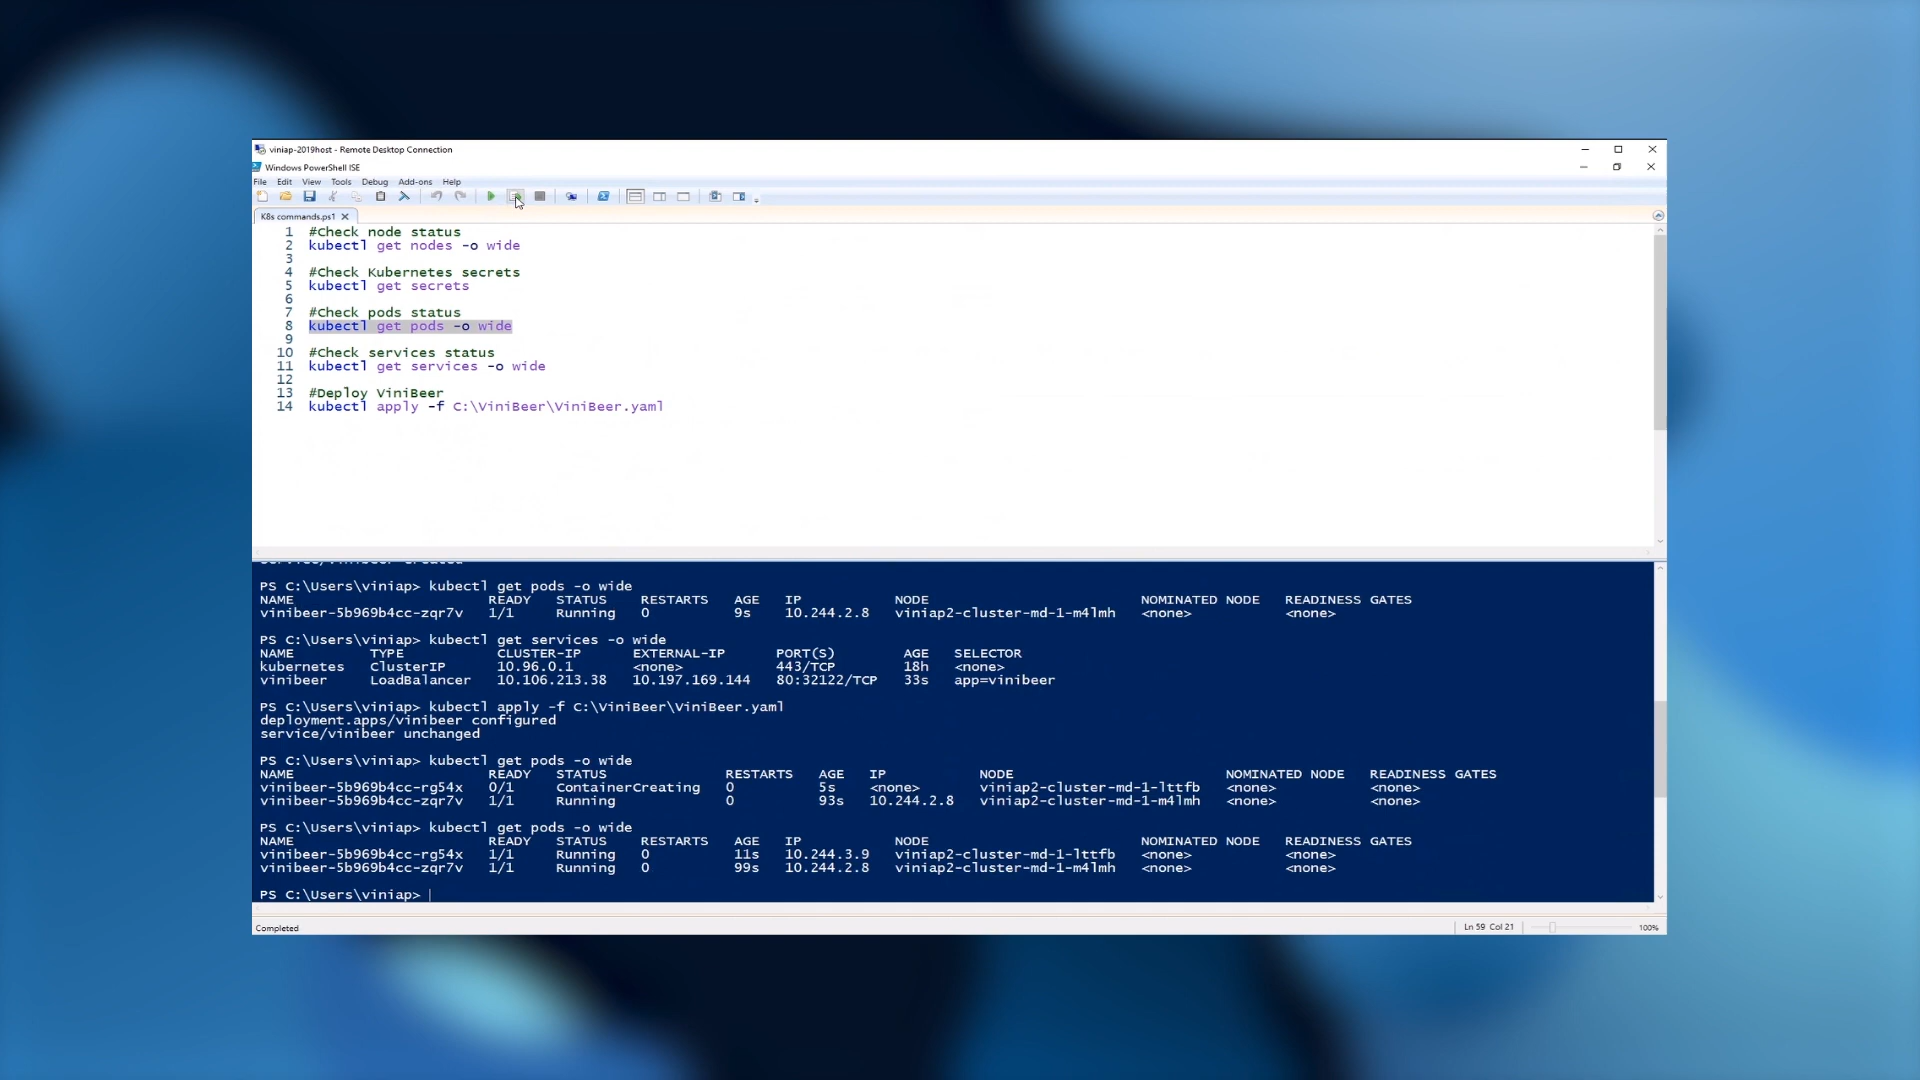 viniap-2019host - Remote Desktop Connection
Windows PowerShell ISE
File Edit View Tools Debug Add-ons Help
K8s commands.ps1
1 #Check node status
2 kubectl get nodes -o wide
3
4 #Check Kubernetes secrets
5 kubectl get secrets
6
7 #Check pods status
8 kubectl get pods -o wide
9
10 #Check services status
11 kubectl get services -o wide
12
13 #Deploy ViniBeer
14 kubectl apply -f C:\ViniBeer\ViniBeer.yaml
service/vinibeer created
PS C:\Users\viniap> kubectl get pods -o wide
NAME READY STATUS RESTARTS AGE IP NODE NOMINATED NODE READINESS GATES
vinibeer-5b969b4cc-zqr7v 1/1 Running 0 9s 10.244.2.8 viniap2-cluster-md-1-m4lmh <none> <none>
PS C:\Users\viniap> kubectl get services -o wide
NAME TYPE CLUSTER-IP EXTERNAL-IP PORT(S) AGE SELECTOR
kubernetes ClusterIP 10.96.0.1 <none> 443/TCP 18h <none>
vinibeer LoadBalancer 10.106.213.38 10.197.169.144 80:32122/TCP 33s app=vinibeer
PS C:\Users\viniap> kubectl apply -f C:\ViniBeer\ViniBeer.yaml
deployment.apps/vinibeer configured
service/vinibeer unchanged
PS C:\Users\viniap> kubectl get pods -o wide
NAME READY STATUS RESTARTS AGE IP NODE NOMINATED NODE READINESS GATES
vinibeer-5b969b4cc-rg54x 0/1 ContainerCreating 0 5s <none> viniap2-cluster-md-1-lttfb <none> <none>
vinibeer-5b969b4cc-zqr7v 1/1 Running 0 93s 10.244.2.8 viniap2-cluster-md-1-m4lmh <none> <none>
PS C:\Users\viniap> kubectl get pods -o wide
NAME READY STATUS RESTARTS AGE IP NODE NOMINATED NODE READINESS GATES
vinibeer-5b969b4cc-rg54x 1/1 Running 0 11s 10.244.3.9 viniap2-cluster-md-1-lttfb <none> <none>
vinibeer-5b969b4cc-zqr7v 1/1 Running 0 99s 10.244.2.8 viniap2-cluster-md-1-m4lmh <none> <none>
PS C:\Users\viniap>
Completed Ln 59 Col 21 100%